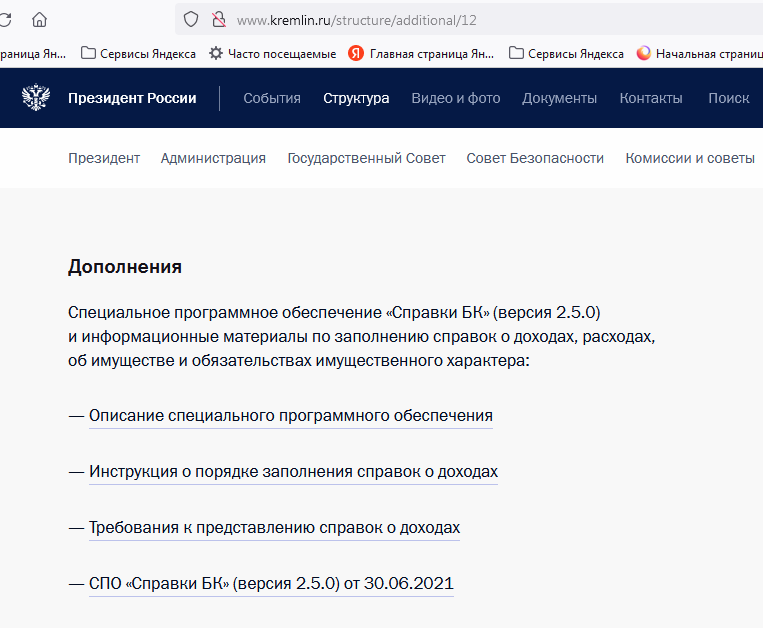 www.kremlin.ru/structure/additional/12
раница Ян... Сервисы Яндекса Часто посещаемые Главная страница Ян... Сервисы Яндекса Начальная страниц
Президент России События Структура Видео и фото Документы Контакты Поиск
Президент Администрация Государственный Совет Совет Безопасности Комиссии и советы
Дополнения
Специальное программное обеспечение «Справки БК» (версия 2.5.0)
и информационные материалы по заполнению справок о доходах, расходах,
об имуществе и обязательствах имущественного характера:
— Описание специального программного обеспечения
— Инструкция о порядке заполнения справок о доходах
— Требования к представлению справок о доходах
— СПО «Справки БК» (версия 2.5.0) от 30.06.2021